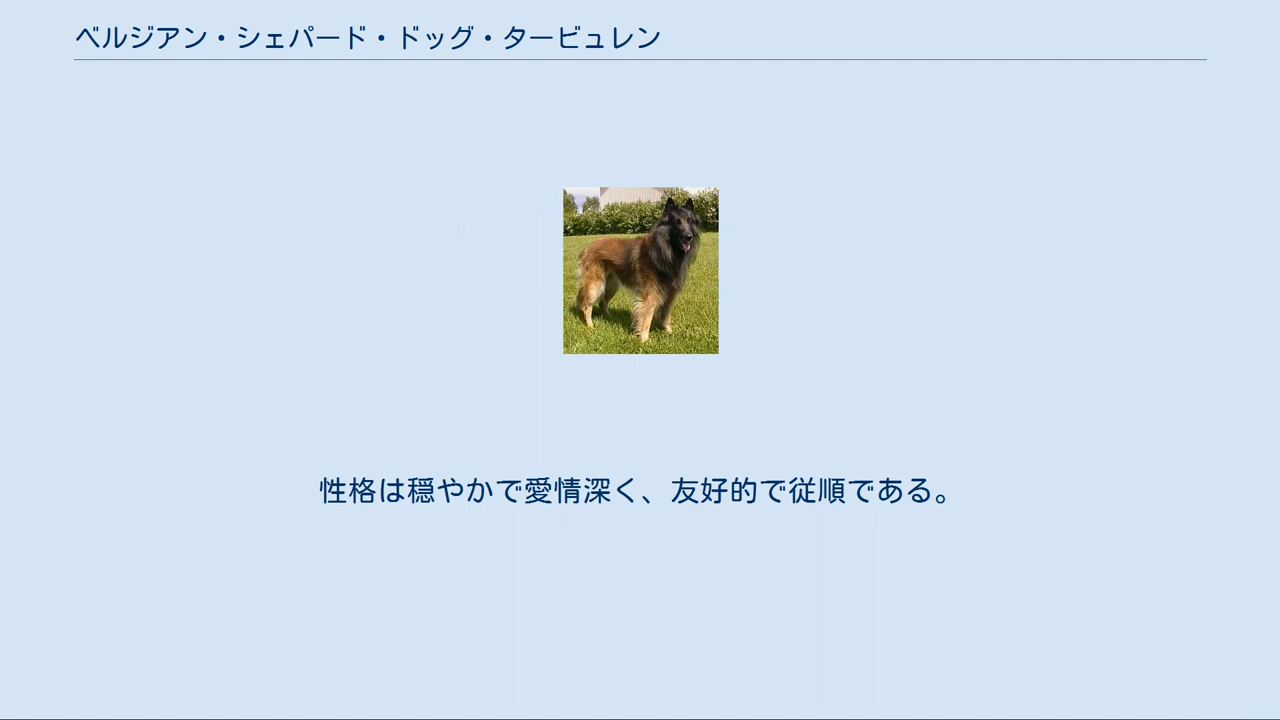 ベルジアン・シェパード・ドッグ・タービュレン
性格は穏やかで愛情深く、友好的で従順である。